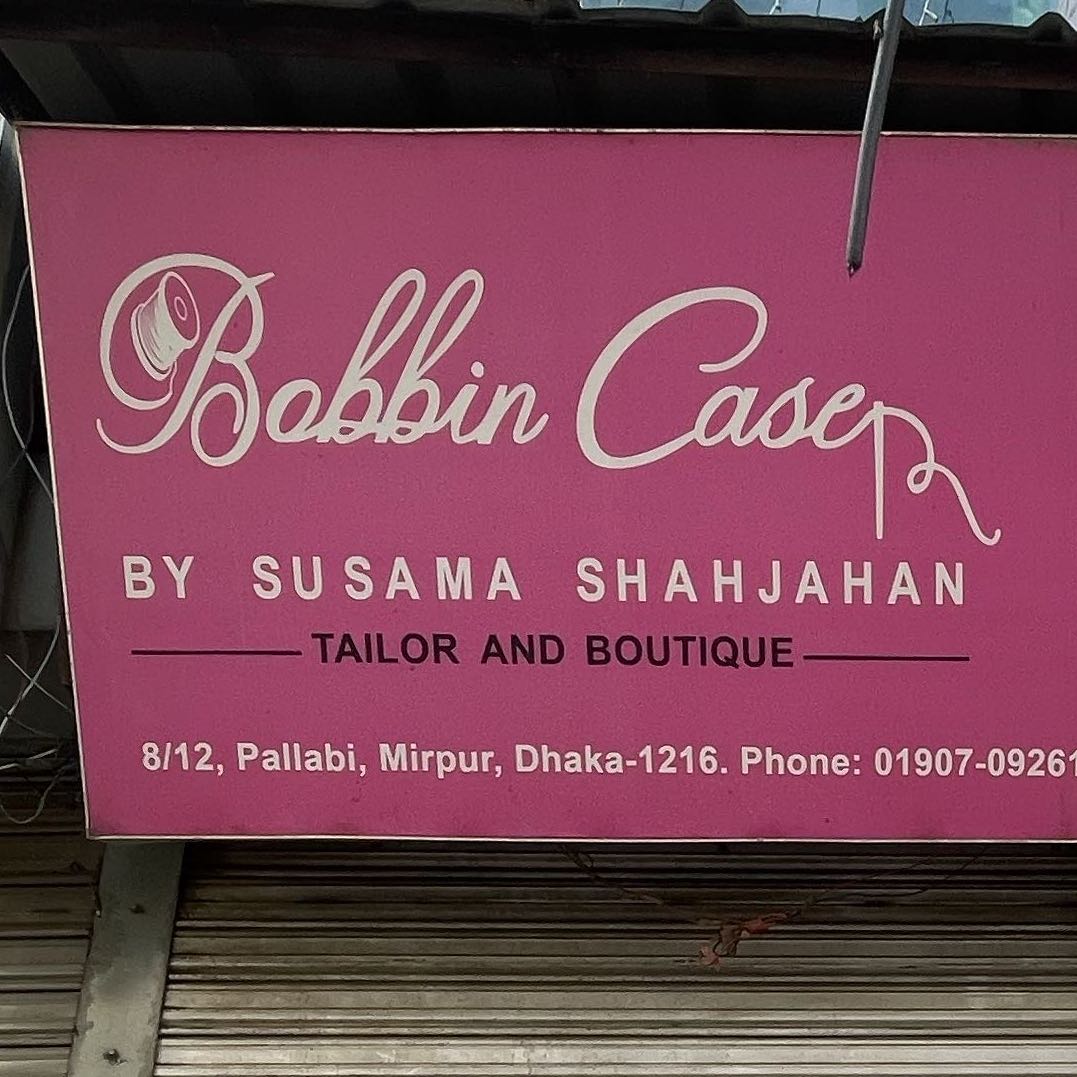 Bobbin Case
BY SUSAMA SHAHJAHAN
TAILOR AND BOUTIQUE
8/12, Pallabi, Mirpur, Dhaka-1216. Phone: 01907-09261